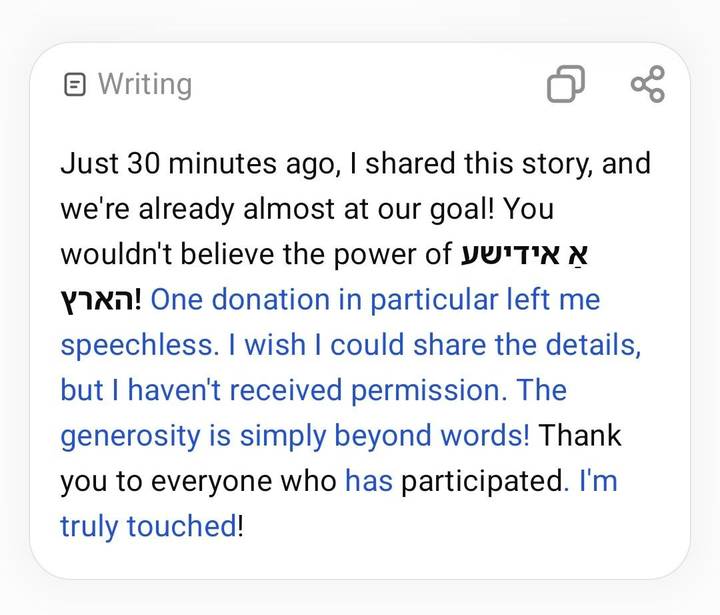 Writing
Just 30 minutes ago, I shared this story, and
we're already almost at our goal! You
wouldn't believe the power of אַ אידישע
הארץ! One donation in particular left me
speechless. I wish I could share the details,
but I haven't received permission. The
generosity is simply beyond words! Thank
you to everyone who has participated. I'm
truly touched!